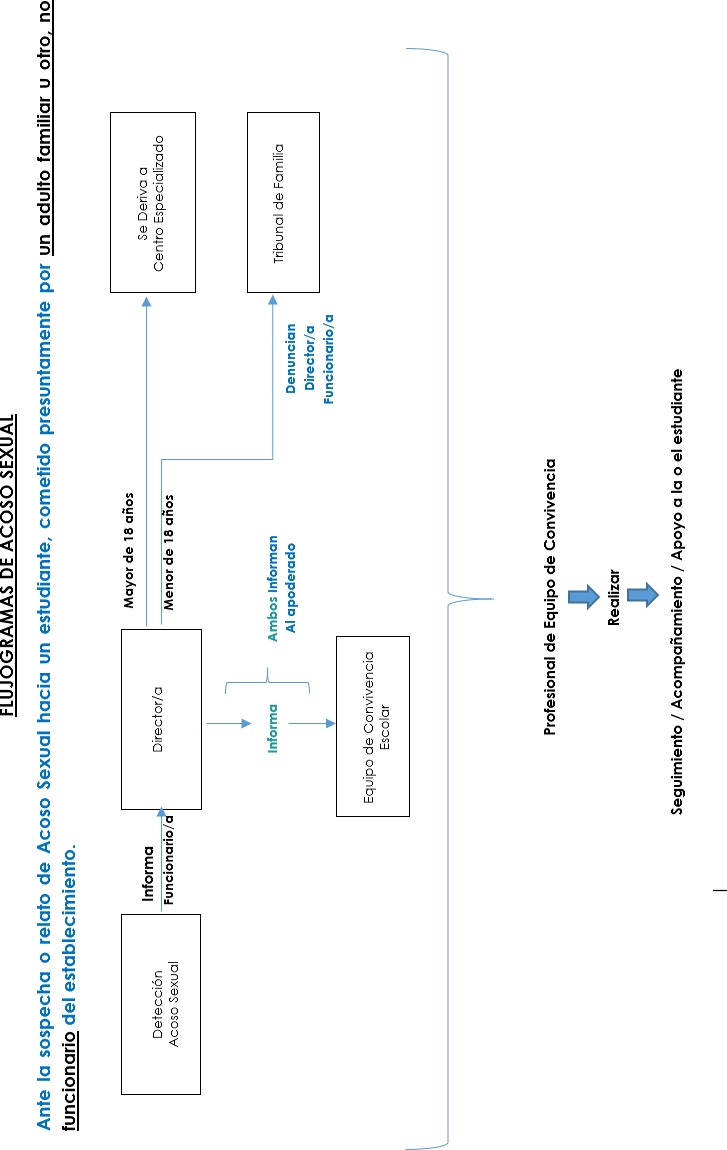 FLUJOGRAMAS DE ACOSO SEXUAL
Ante la sospecha o relato de Acoso Sexual hacia un estudiante, cometido presuntamente por un adulto familiar u otro, no
funcionario del establecimiento.
Detección
Acoso Sexual
Informa
Funcionario/a
Director/a
Mayor de 18 años
Menor de 18 años
Se Deriva a
Centro Especializado
Denuncian
Director/a
Funcionario/a
Tribunal de Familia
Informa
Ambos Informan
Al apoderado
Equipo de Convivencia
Escolar
Profesional de Equipo de Convivencia
Realizar
Seguimiento / Acompañamiento / Apoyo a la o el estudiante